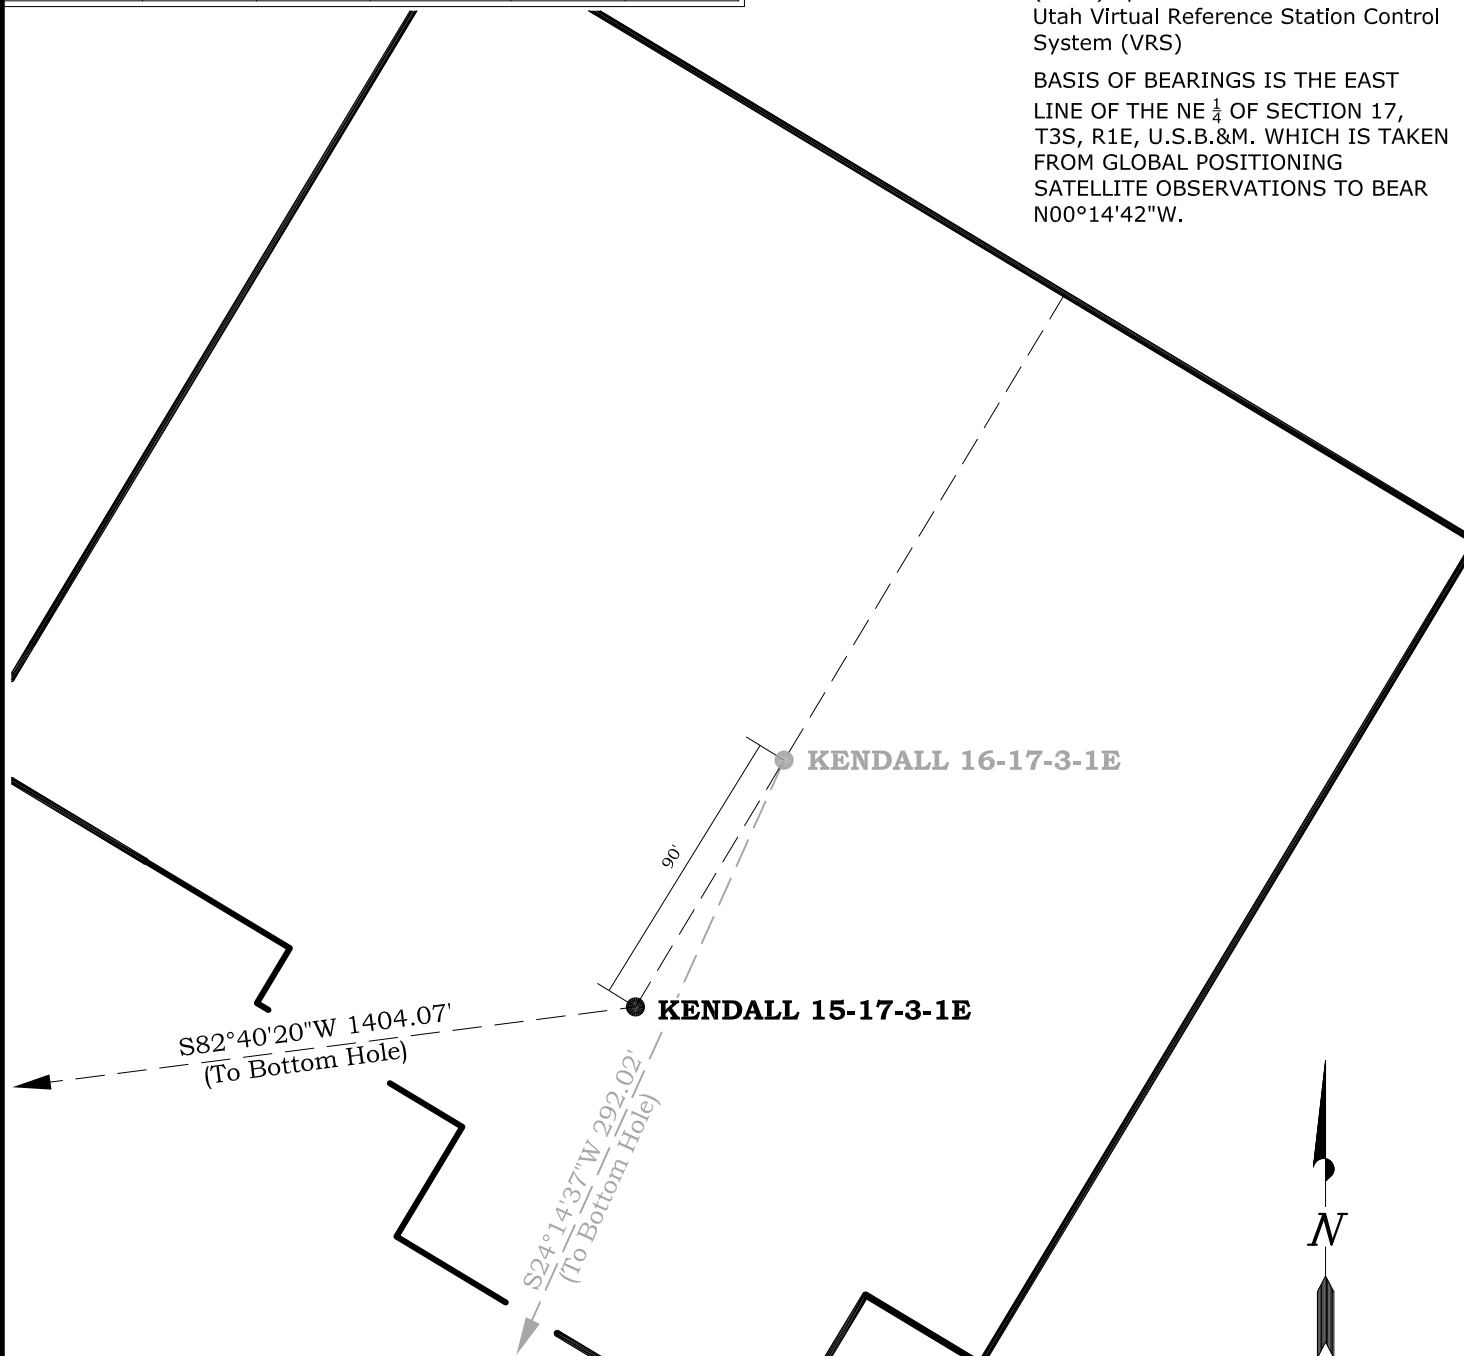 Utah Virtual Reference Station Control
System (VRS)
BASIS OF BEARINGS IS THE EAST
LINE OF THE NE 1/4 OF SECTION 17,
T3S, R1E, U.S.B.&M. WHICH IS TAKEN
FROM GLOBAL POSITIONING
SATELLITE OBSERVATIONS TO BEAR
N00°14'42"W.
KENDALL 16-17-3-1E
90'
KENDALL 15-17-3-1E
S82°40'20"W 1404.07'
(To Bottom Hole)
S24°14'37"W 292.02'
(To Bottom Hole)
N